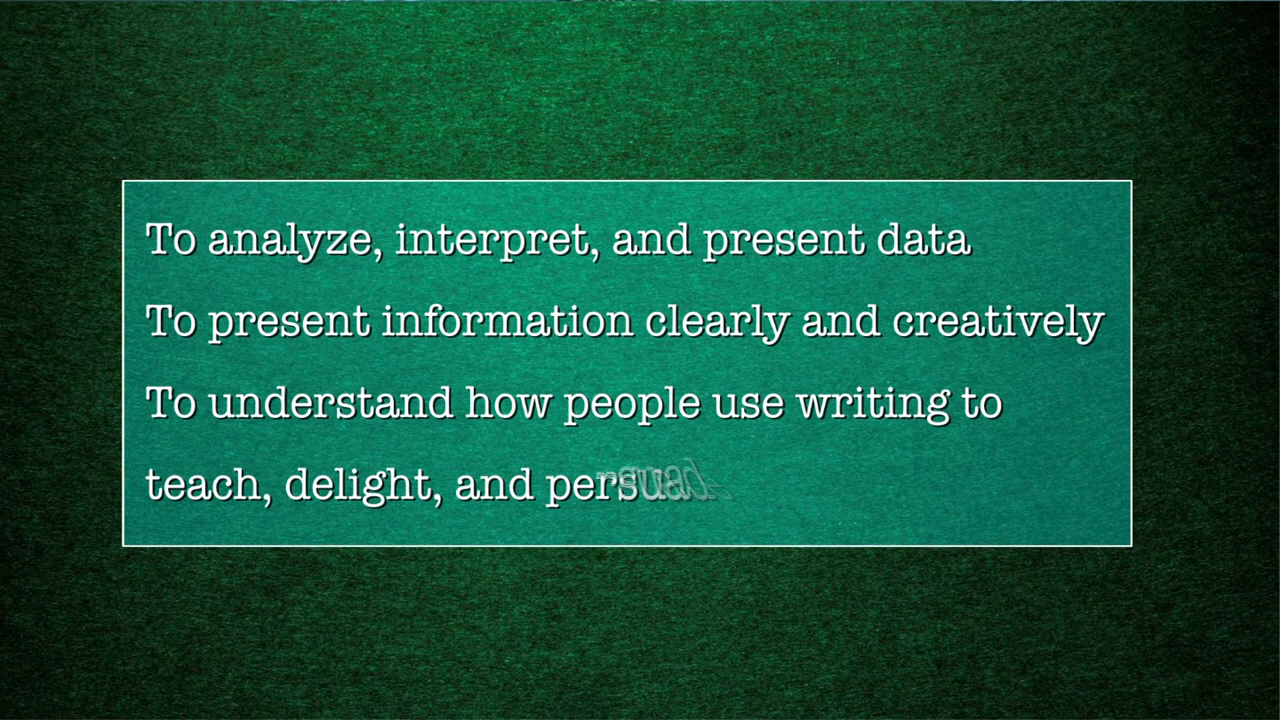 To analyze, interpret, and present data
To present information clearly and creatively
To understand how people use writing to
teach, delight, and